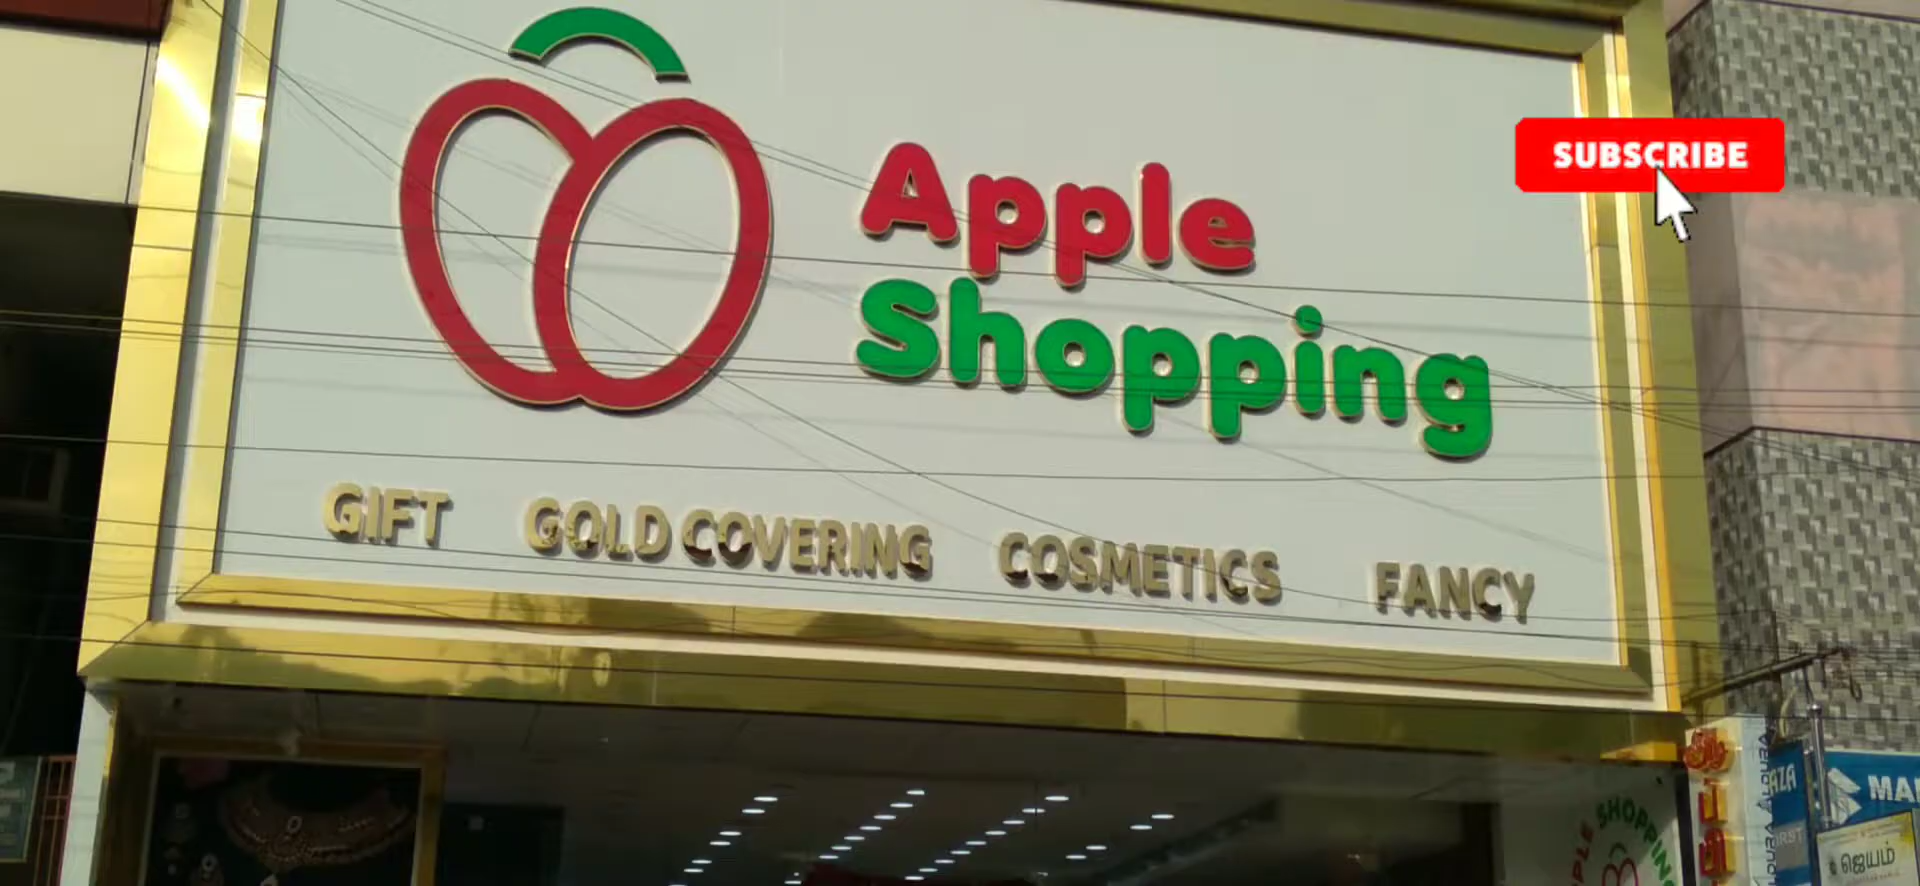 SUBSCRIBE
Apple
Shopping
GIFT GOLD COVERING COSMETICS FANCY
APPLE SHOPPING
ஜெயம்